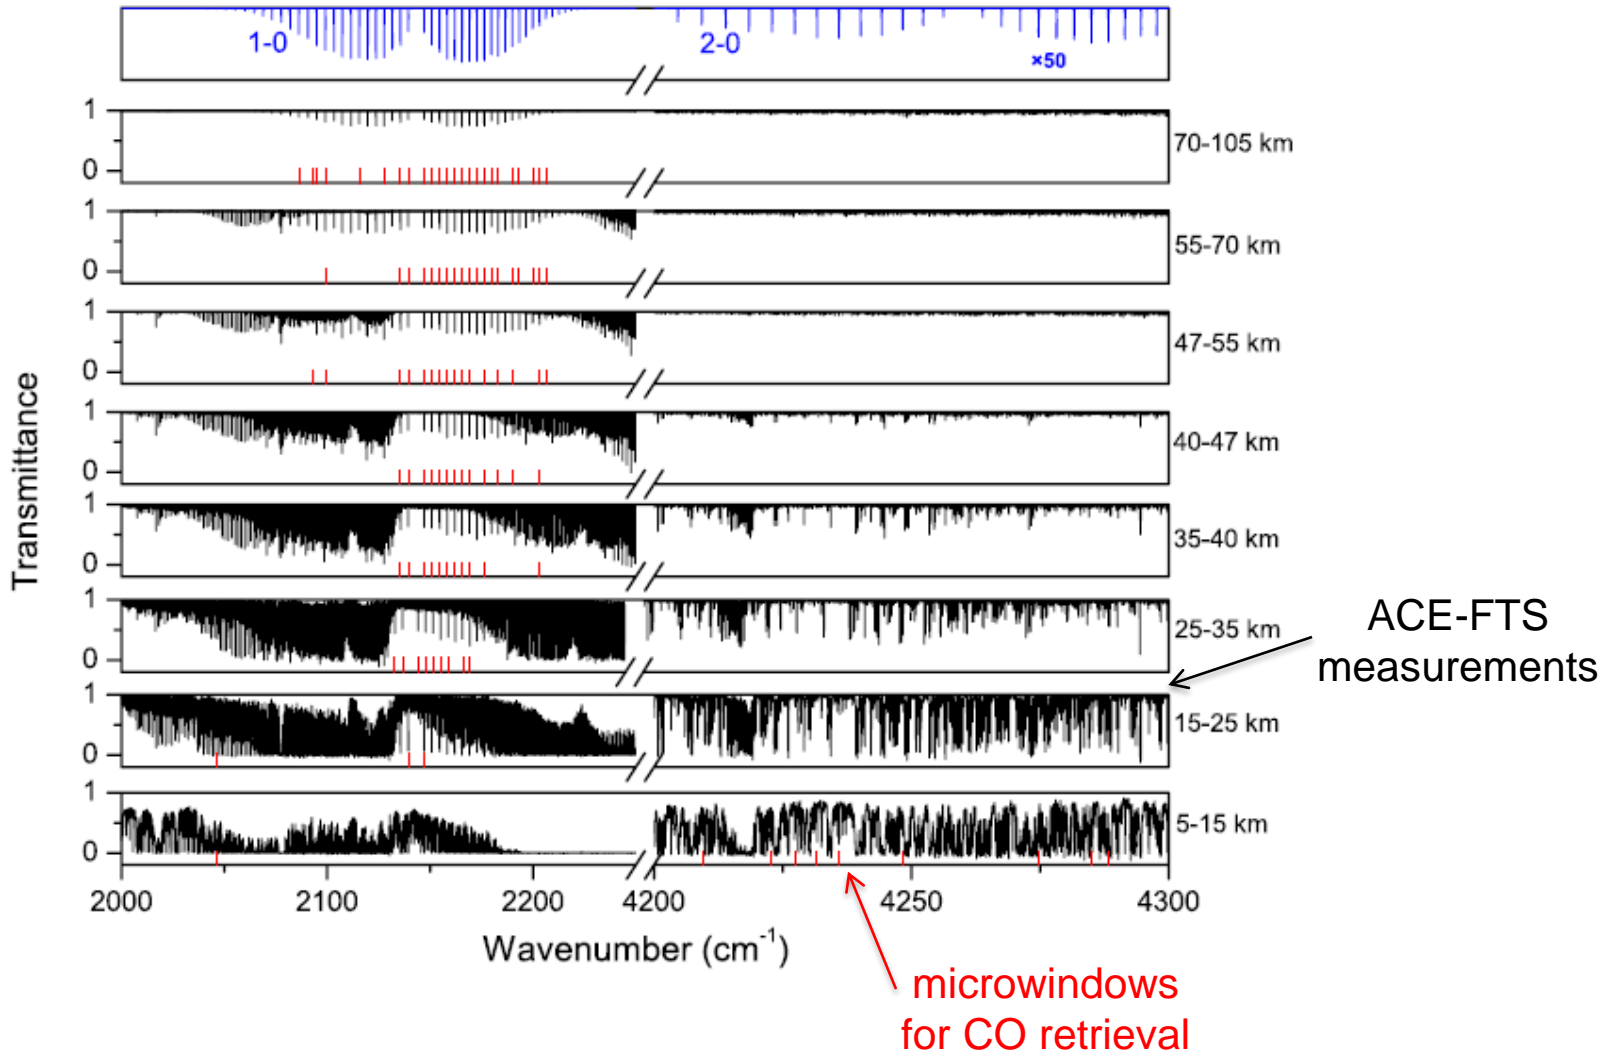 1-0
2-0
×50
1
0
70-105 km
1
0
55-70 km
1
0
47-55 km
1
0
40-47 km
1
0
35-40 km
1
0
25-35 km
1
0
15-25 km
1
0
5-15 km
Transmittance
ACE-FTS
measurements
2000
2100
2200
4200
4250
4300
Wavenumber (cm⁻¹)
microwindows
for CO retrieval